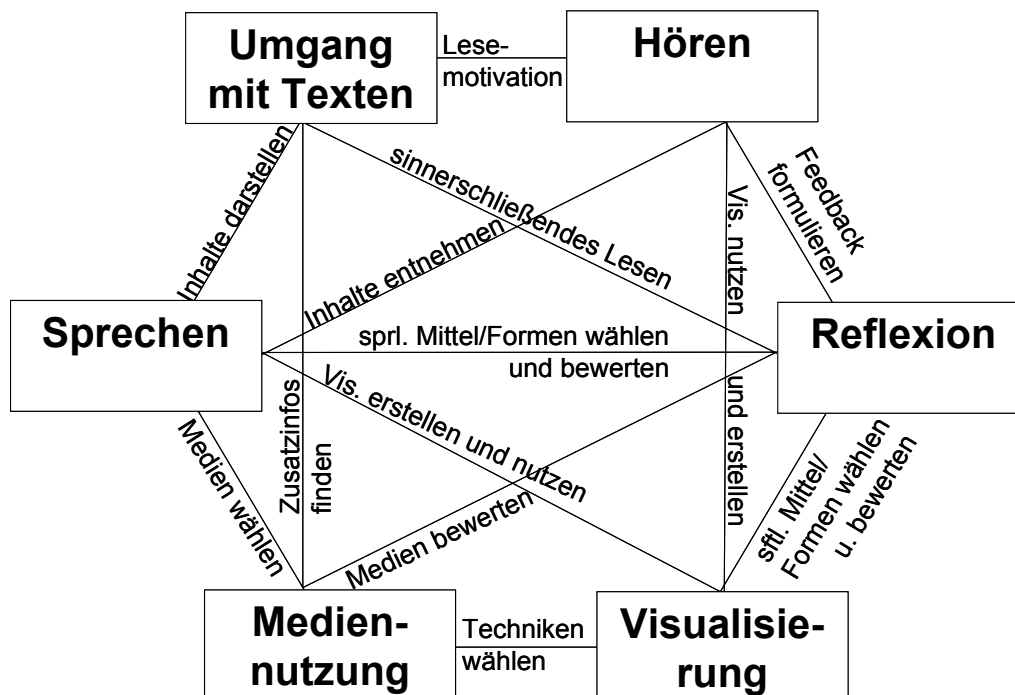 Umgang
mit Texten
Lese-
motivation
Hören
Inhalte darstellen
sinnerschließendes Lesen
Inhalte entnehmen
Vis. nutzen
und erstellen
Feedback
formulieren
Sprechen
sprl. Mittel/Formen wählen
und bewerten
Reflexion
Medien wählen
Zusatzinfos
finden
Vis. erstellen und nutzen
Medien bewerten
sftl. Mittel/
Formen wählen
u. bewerten
Medien-
nutzung
Techniken
wählen
Visualisie-
rung